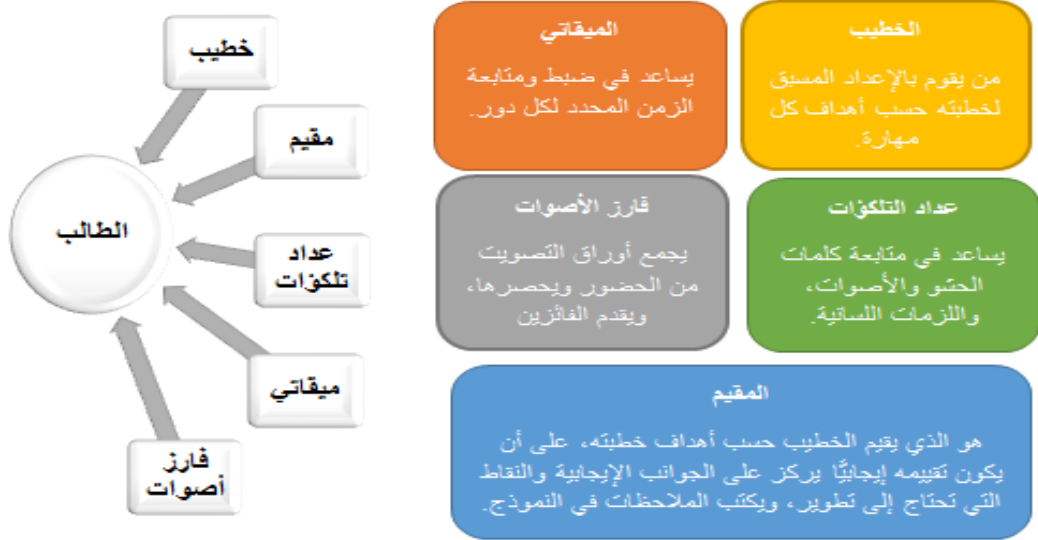 الخطيب
من يقوم بالإعداد المسبق
لخطبته حسب أهداف كل
مهارة.
الميقاتي
يساعد في ضبط ومتابعة
الزمن المحدد لكل دور.
عداد التلكؤات
يساعد في متابعة كلمات
الحشو والأصوات،
واللزمات اللسانية.
فارز الأصوات
يجمع أوراق التصويت
من الحضور ويحصرها،
ويقدم الفائزين
المقيم
هو الذي يقيم الخطيب حسب أهداف خطبته، على أن
يكون تقييمه إيجابيًّا يركز على الجوانب الإيجابية والنقاط
التي تحتاج إلى تطوير، ويكتب الملاحظات في النموذج.
خطيب
مقيم
عداد
تلكؤات
ميقاتي
فارز
أصوات
الطالب